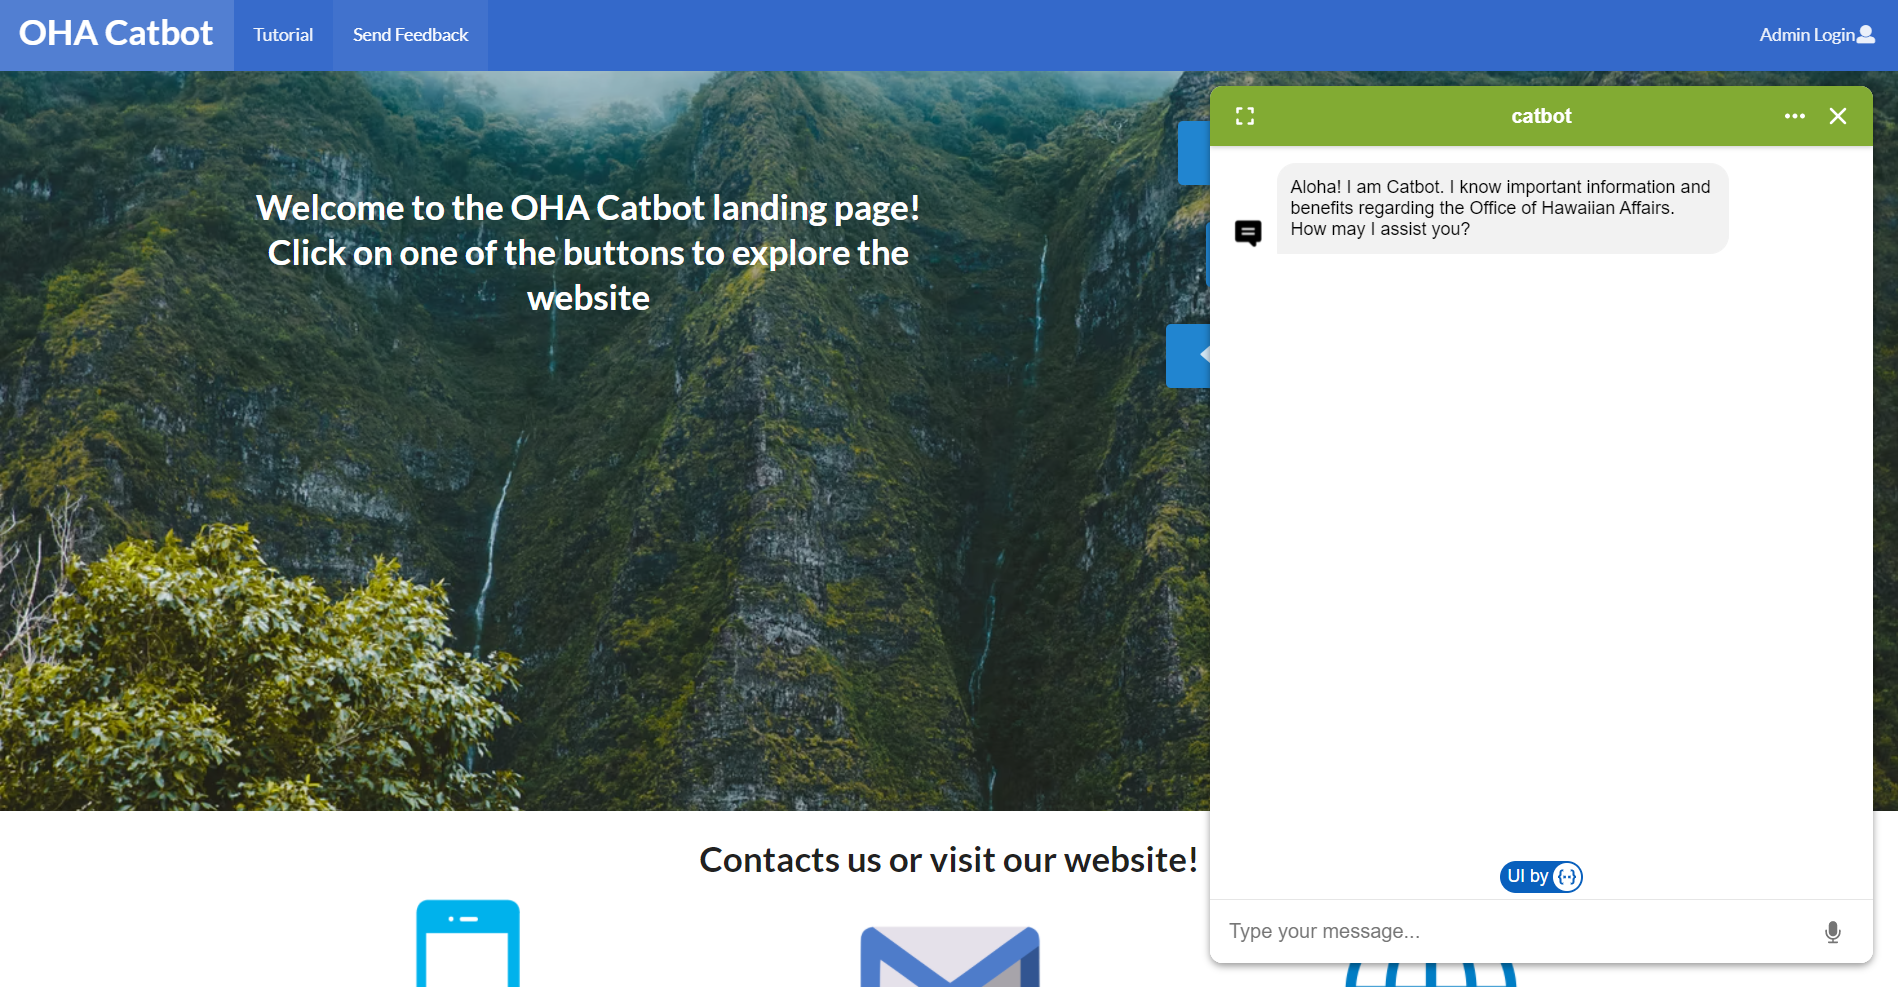 OHA Catbot
Tutorial
Send Feedback
Admin Login
Welcome to the OHA Catbot landing page!
Click on one of the buttons to explore the
website
catbot
Aloha! I am Catbot. I know important information and
benefits regarding the Office of Hawaiian Affairs.
How may I assist you?
UI by
Type your message...
Contacts us or visit our website!